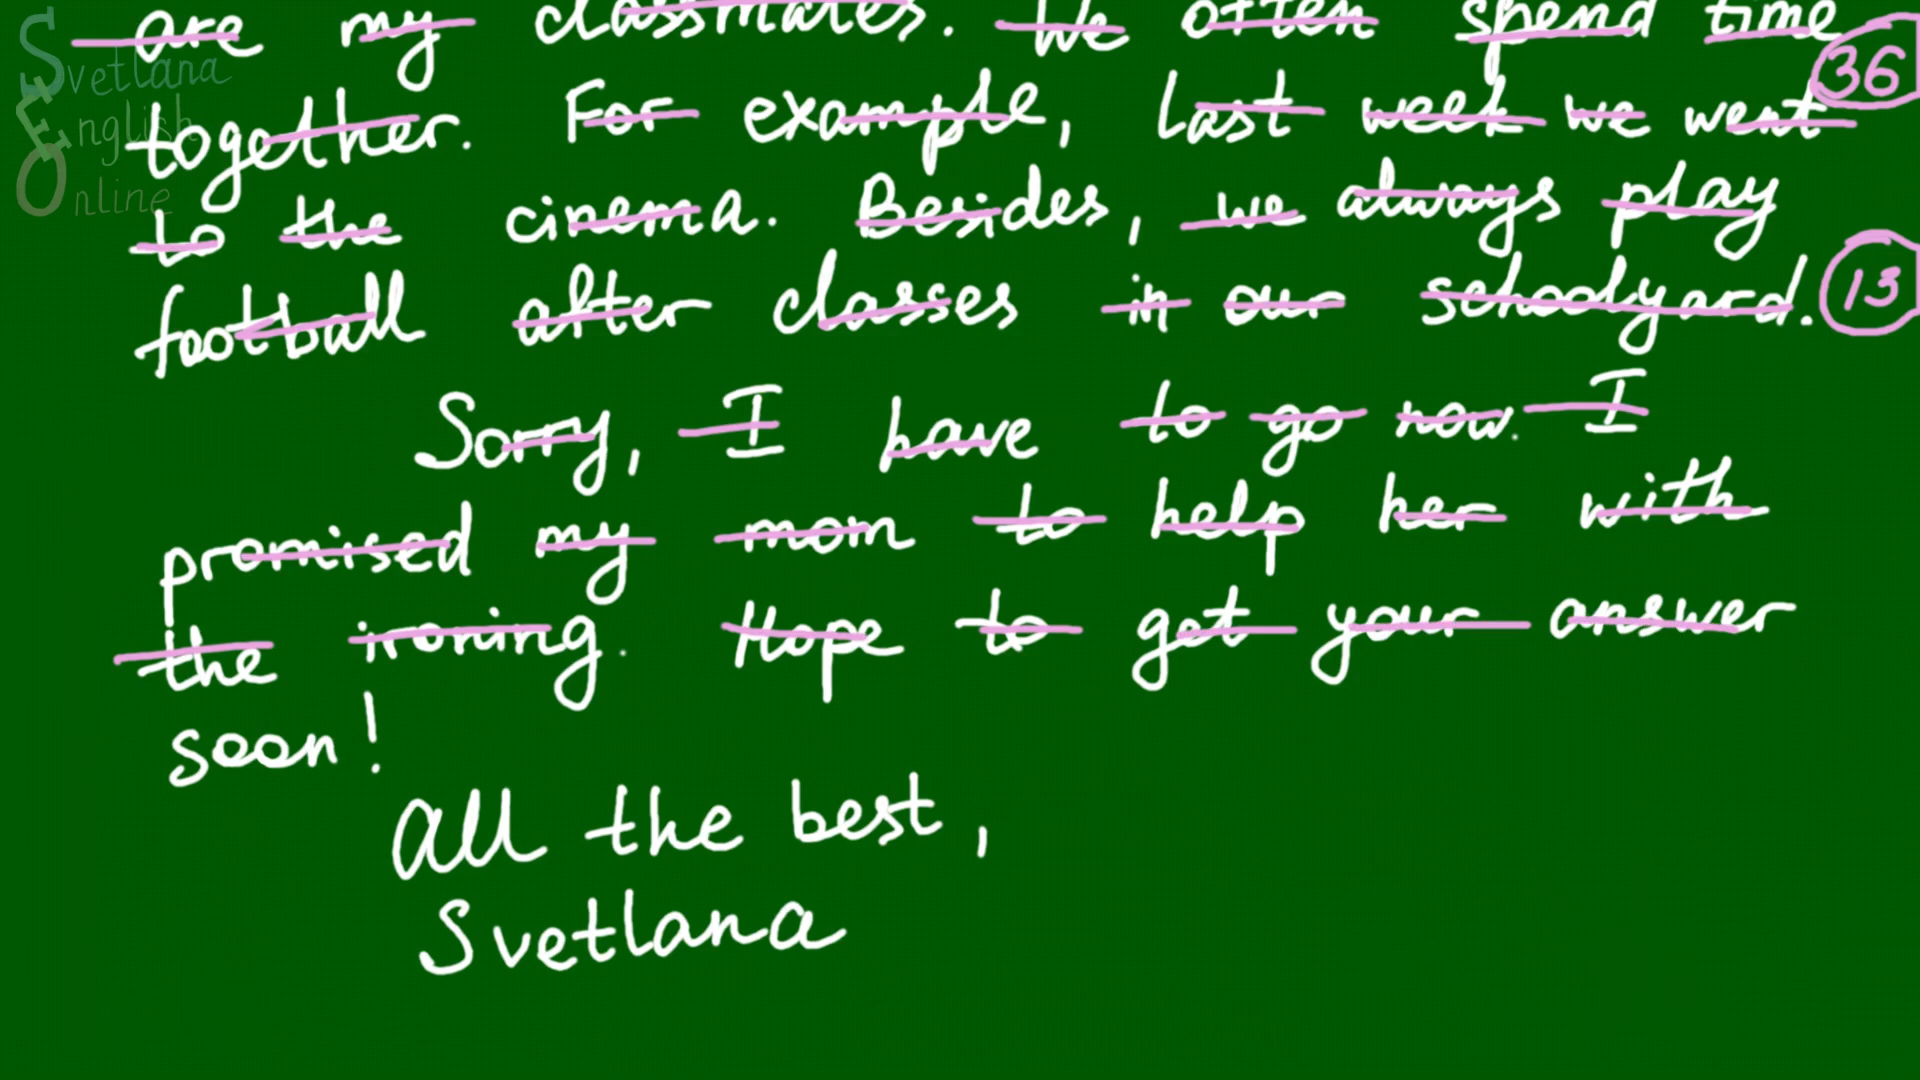 are my classmates. We often spend time
36
together. For example, last week we went
to the cinema. Besides, we always play
football after classes in our schoolyard.
13
Sorry, I have to go now. I
promised my mom to help her with
the ironing. Hope to get your answer
soon!
All the best,
Svetlana
Svetlana
English
Online